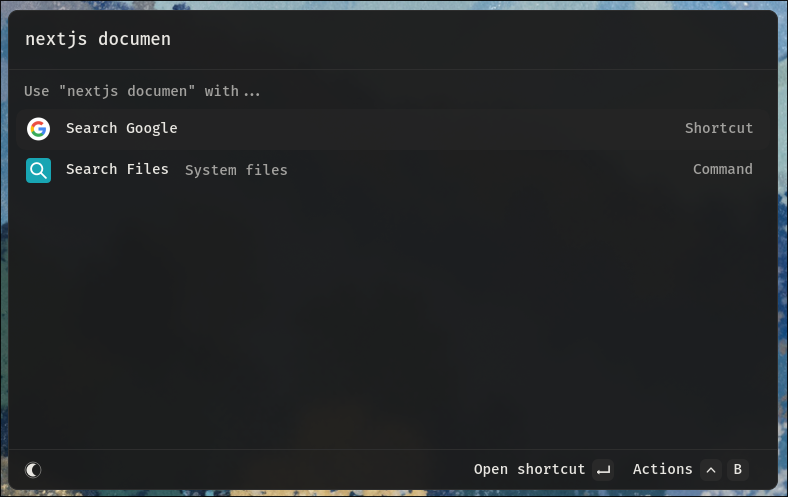 nextjs documen
Use "nextjs documen" with...
Search Google Shortcut
Search Files System files Command
Open shortcut Actions B